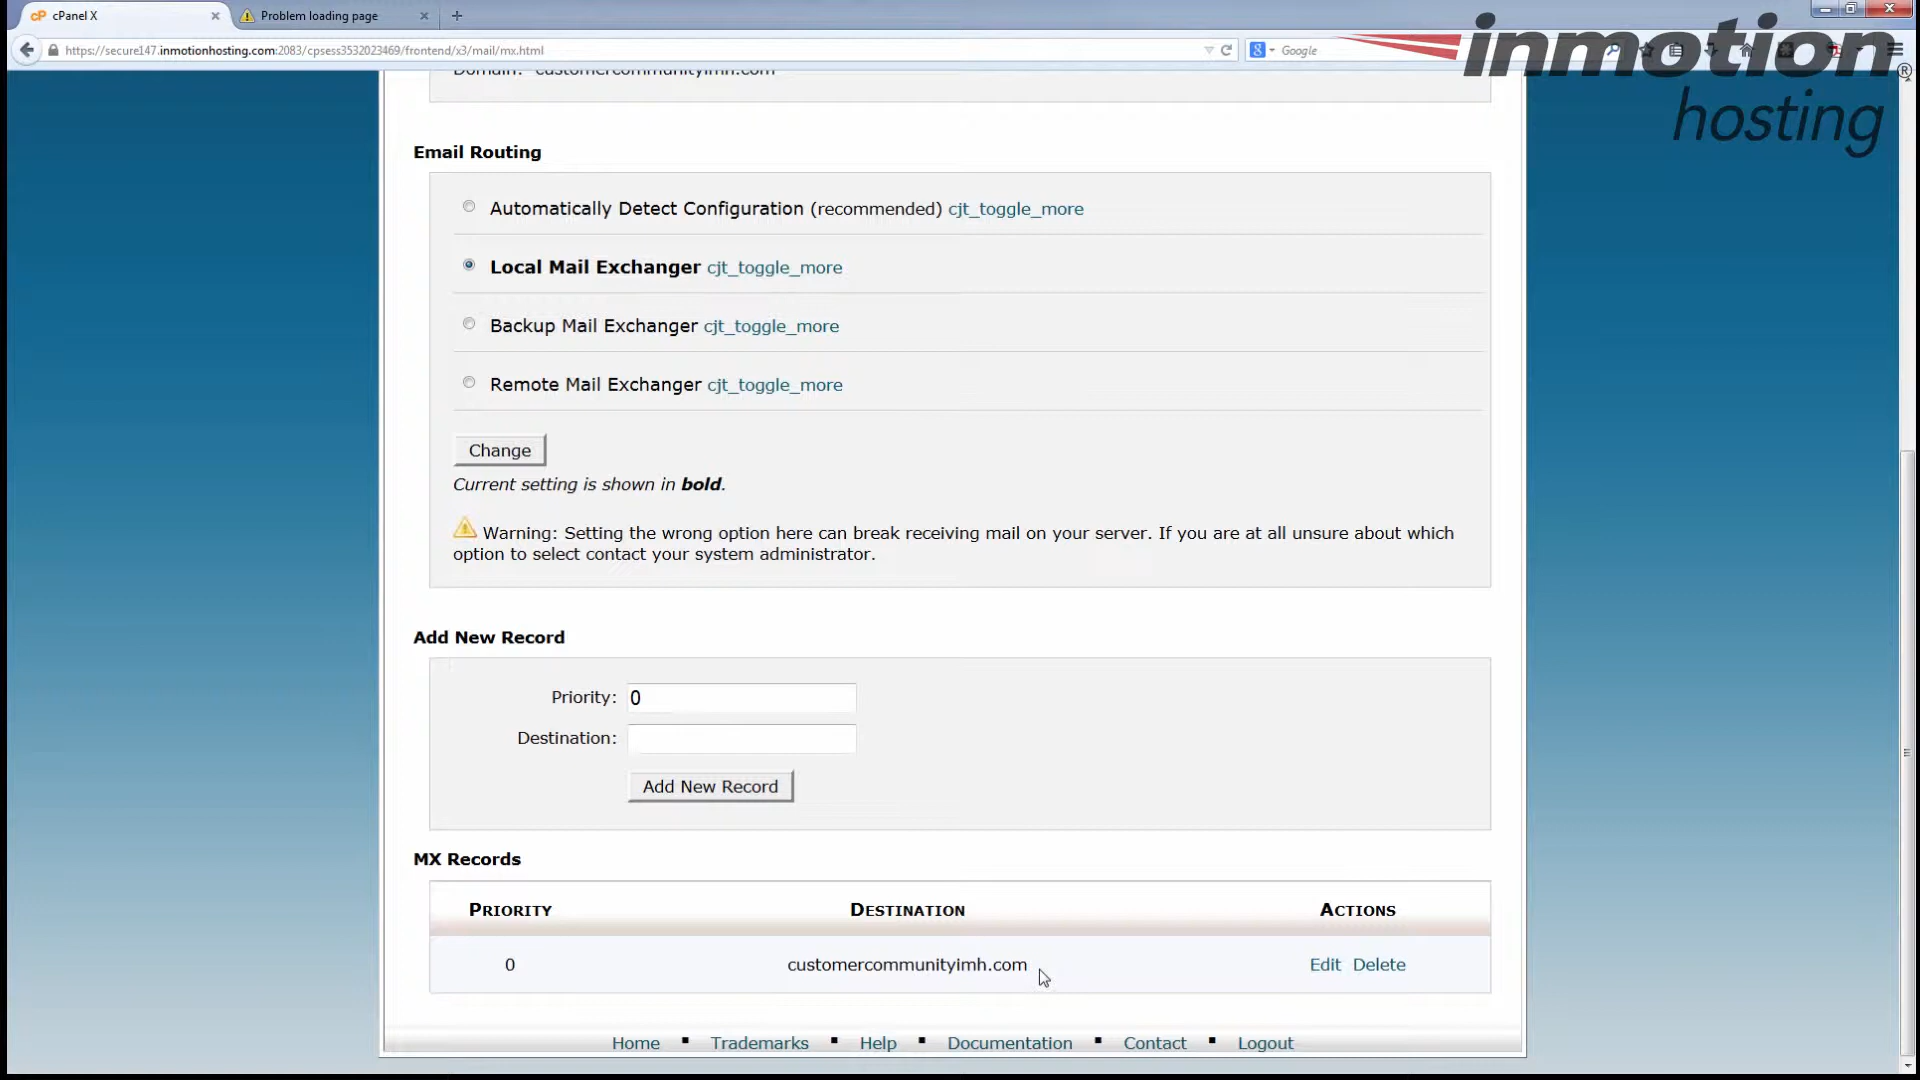 cPanel X
Problem loading page
https://secure147.inmotionhosting.com:2083/cpsess3532023469/frontend/x3/mail/mx.html
Google
inmotion
hosting
®
Domain: customercommunityimh.com
Email Routing
Automatically Detect Configuration (recommended) cjt_toggle_more
Local Mail Exchanger cjt_toggle_more
Backup Mail Exchanger cjt_toggle_more
Remote Mail Exchanger cjt_toggle_more
Change
Current setting is shown in bold.
Warning: Setting the wrong option here can break receiving mail on your server. If you are at all unsure about which
option to select contact your system administrator.
Add New Record
Priority: 0
Destination:
Add New Record
MX Records
PRIORITY DESTINATION ACTIONS
0 customercommunityimh.com Edit Delete
Home ▪ Trademarks ▪ Help ▪ Documentation ▪ Contact ▪ Logout